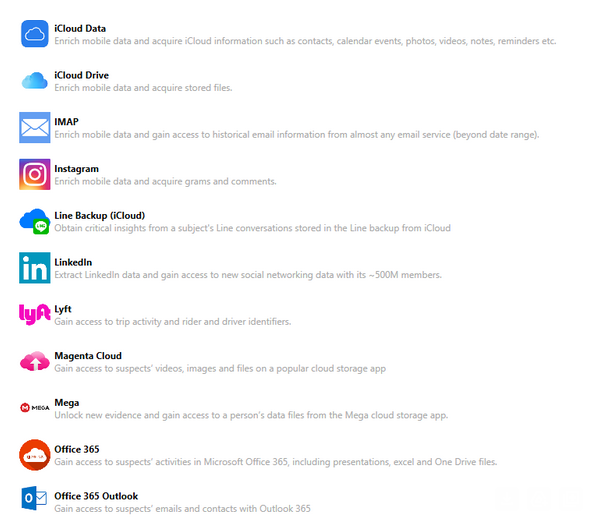 iCloud Data
Enrich mobile data and acquire iCloud information such as contacts, calendar events, photos, videos, notes, reminders etc.
iCloud Drive
Enrich mobile data and acquire stored files.
IMAP
Enrich mobile data and gain access to historical email information from almost any email service (beyond date range).
Instagram
Enrich mobile data and acquire grams and comments.
LINE
Line Backup (iCloud)
Obtain critical insights from a subject's Line conversations stored in the Line backup from iCloud
in
LinkedIn
Extract LinkedIn data and gain access to new social networking data with its ~500M members.
lyft
Lyft
Gain access to trip activity and rider and driver identifiers.
Magenta Cloud
Gain access to suspects' videos, images and files on a popular cloud storage app
M MEGA
Mega
Unlock new evidence and gain access to a person's data files from the Mega cloud storage app.
Office 365
Gain access to suspects' activities in Microsoft Office 365, including presentations, excel and One Drive files.
Office 365 Outlook
Gain access to suspects' emails and contacts with Office 365